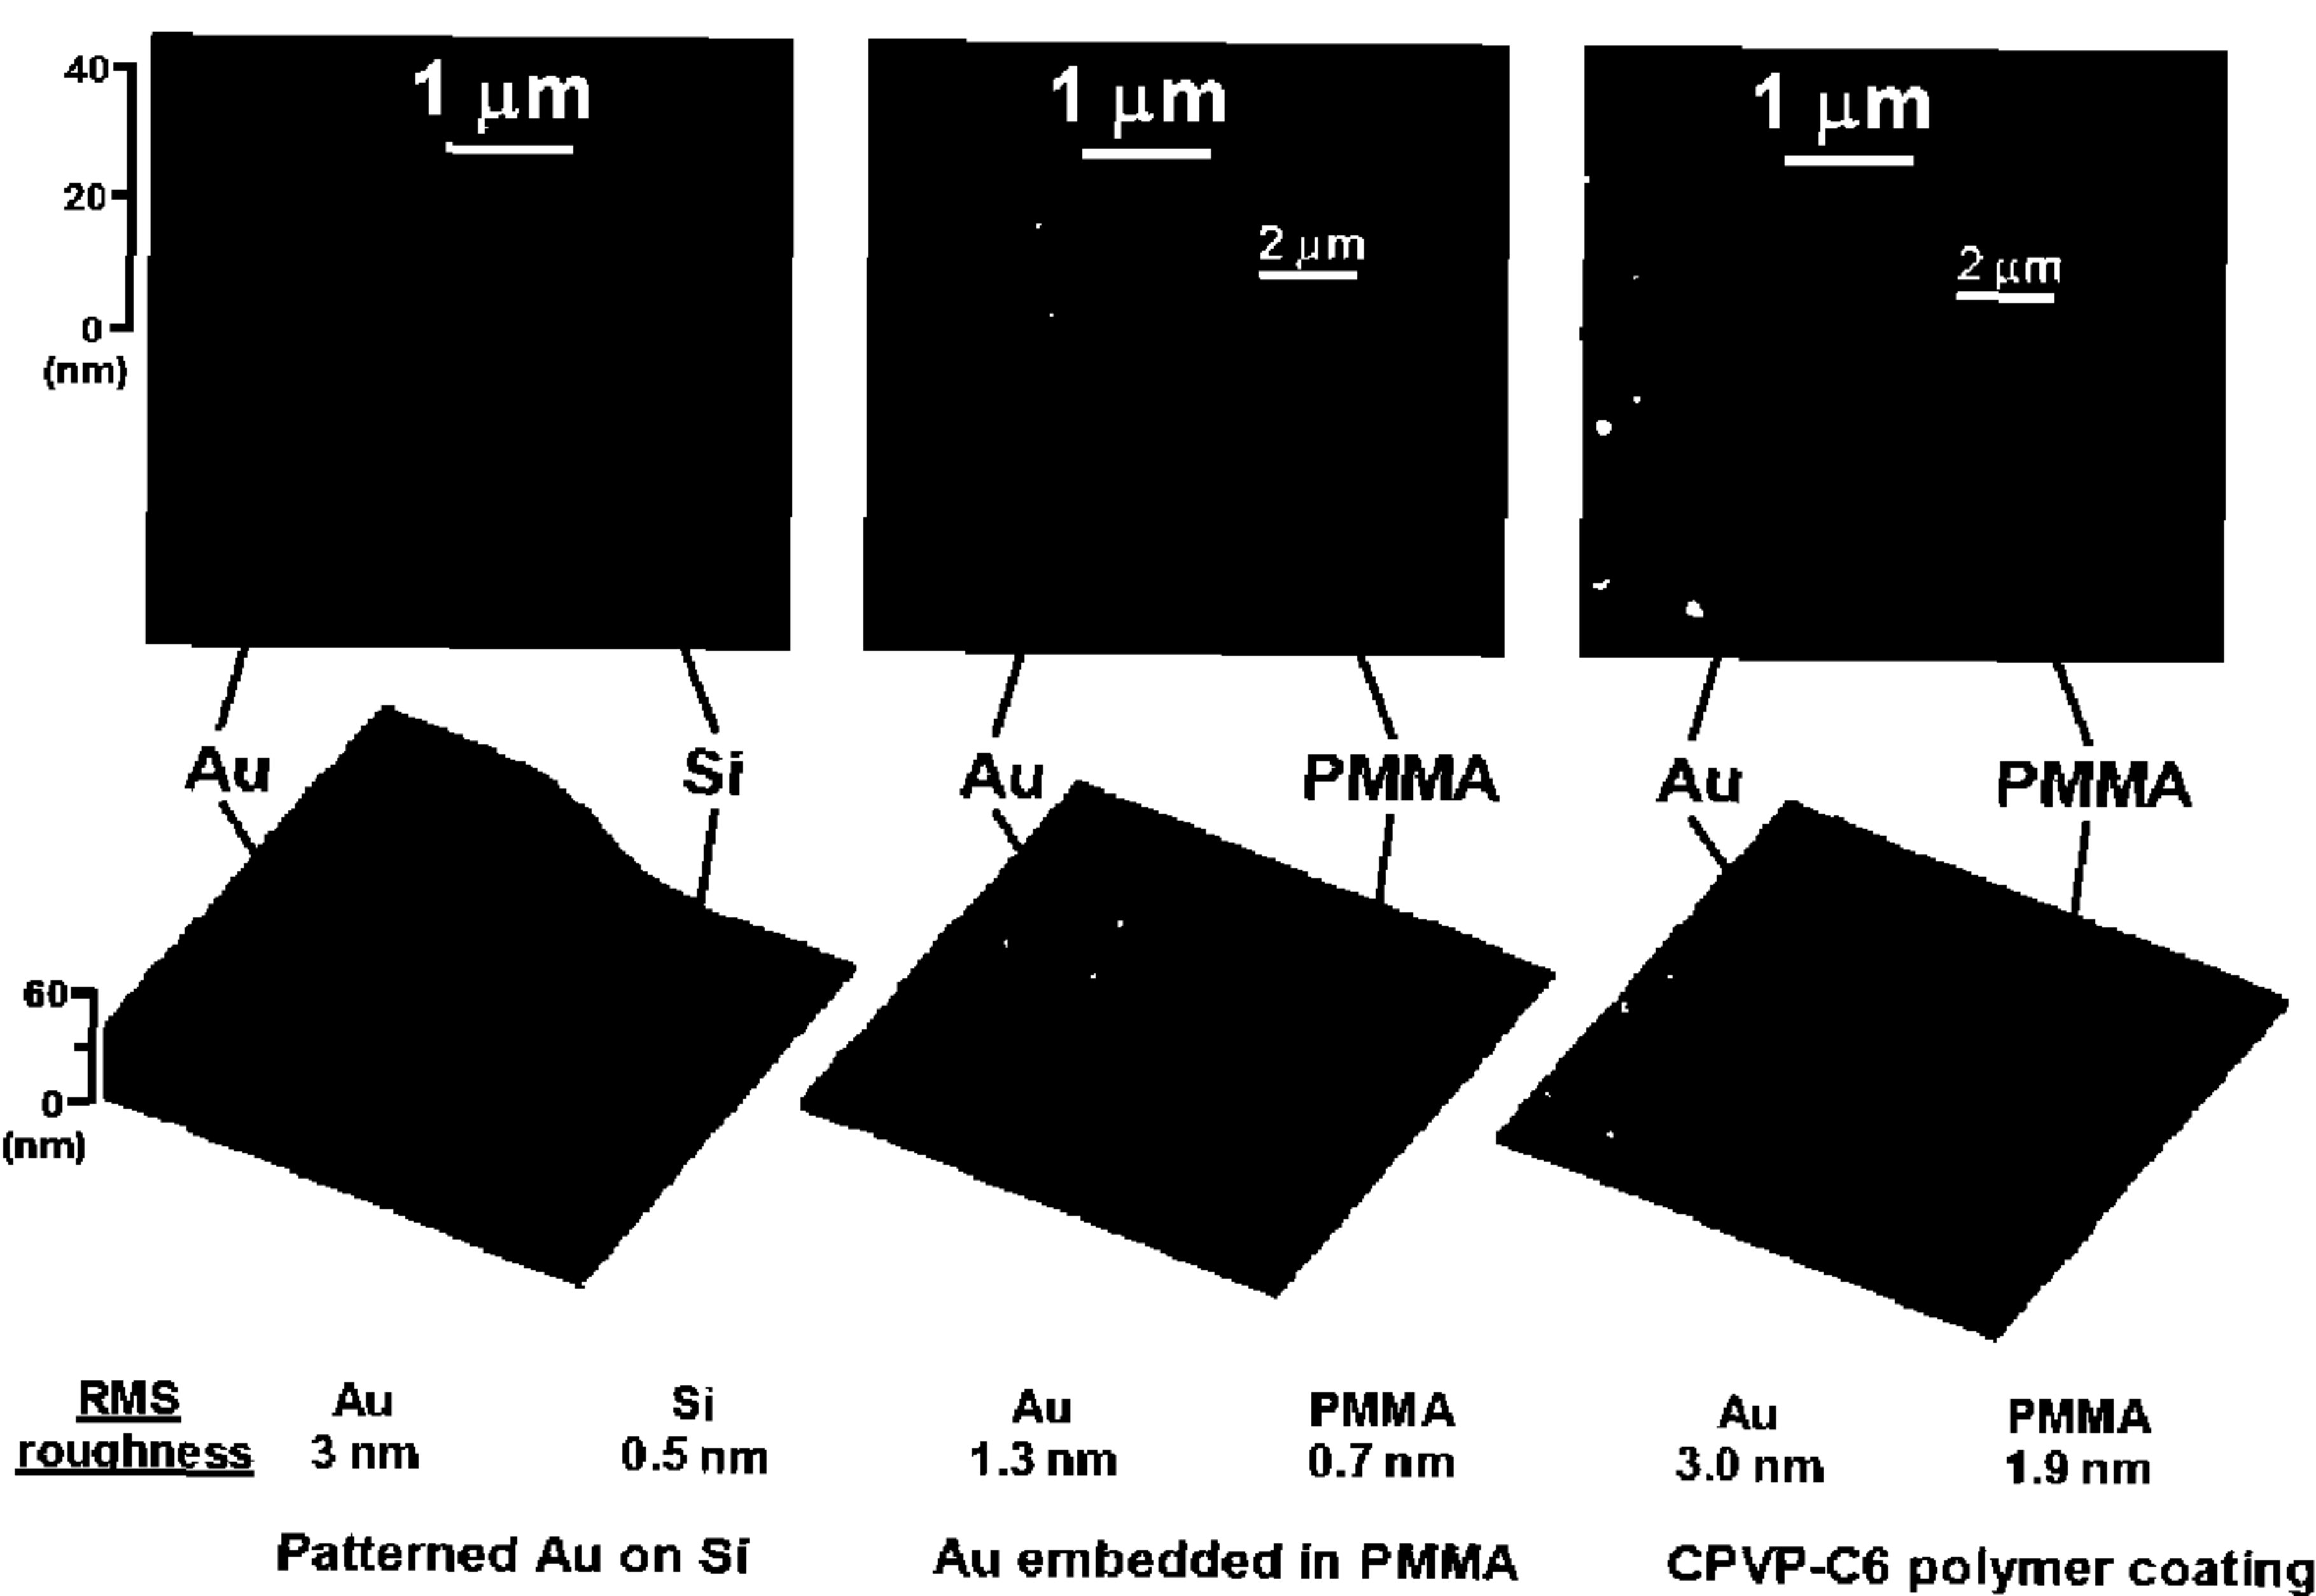 40
20
0
(nm)
1 μm
1 μm
2 μm
1 μm
2 μm
Au
Si
Au
PMMA
Au
PMMA
60
0
(nm)
RMS
roughness
Au
3 nm
Si
0.5 nm
Au
1.3 nm
PMMA
0.7 nm
Au
3.0 nm
PMMA
1.9 nm
Patterned Au on Si
Au embedded in PMMA
CPVP-C6 polymer coating